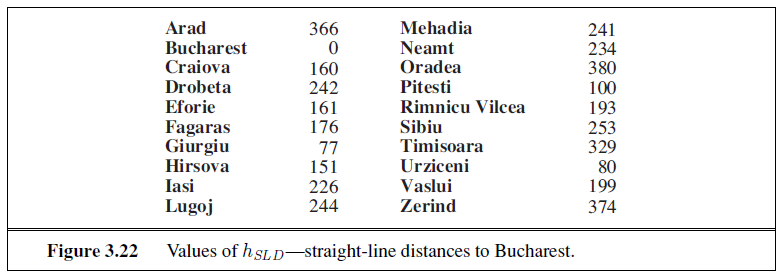 Arad 366 Mehadia 241
Bucharest 0 Neamt 234
Craiova 160 Oradea 380
Drobeta 242 Pitesti 100
Eforie 161 Rimnicu Vilcea 193
Fagaras 176 Sibiu 253
Giurgiu 77 Timisoara 329
Hirsova 151 Urziceni 80
Iasi 226 Vaslui 199
Lugoj 244 Zerind 374
Figure 3.22 Values of hSLD—straight-line distances to Bucharest.